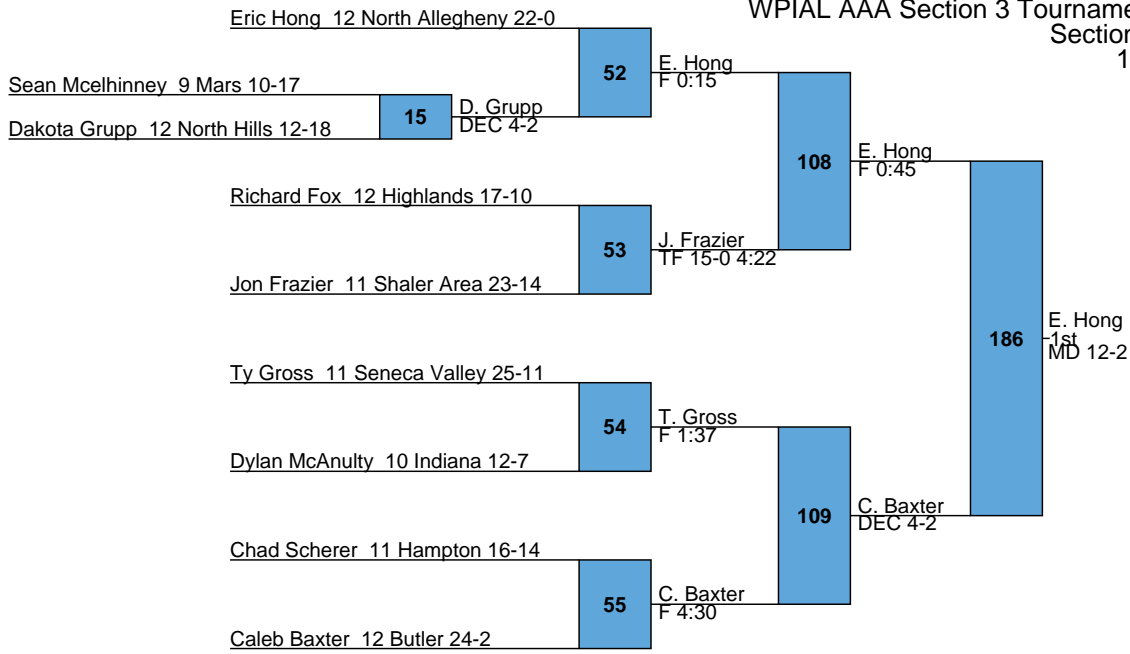 WPIAL AAA Section 3 Tourname
Section
1
Eric Hong 12 North Allegheny 22-0
52
E. Hong
F 0:15
Sean Mcelhinney 9 Mars 10-17
15
D. Grupp
DEC 4-2
Dakota Grupp 12 North Hills 12-18
108
E. Hong
F 0:45
Richard Fox 12 Highlands 17-10
53
J. Frazier
TF 15-0 4:22
Jon Frazier 11 Shaler Area 23-14
186
E. Hong
1st
MD 12-2
Ty Gross 11 Seneca Valley 25-11
54
T. Gross
F 1:37
Dylan McAnulty 10 Indiana 12-7
109
C. Baxter
DEC 4-2
Chad Scherer 11 Hampton 16-14
55
C. Baxter
F 4:30
Caleb Baxter 12 Butler 24-2